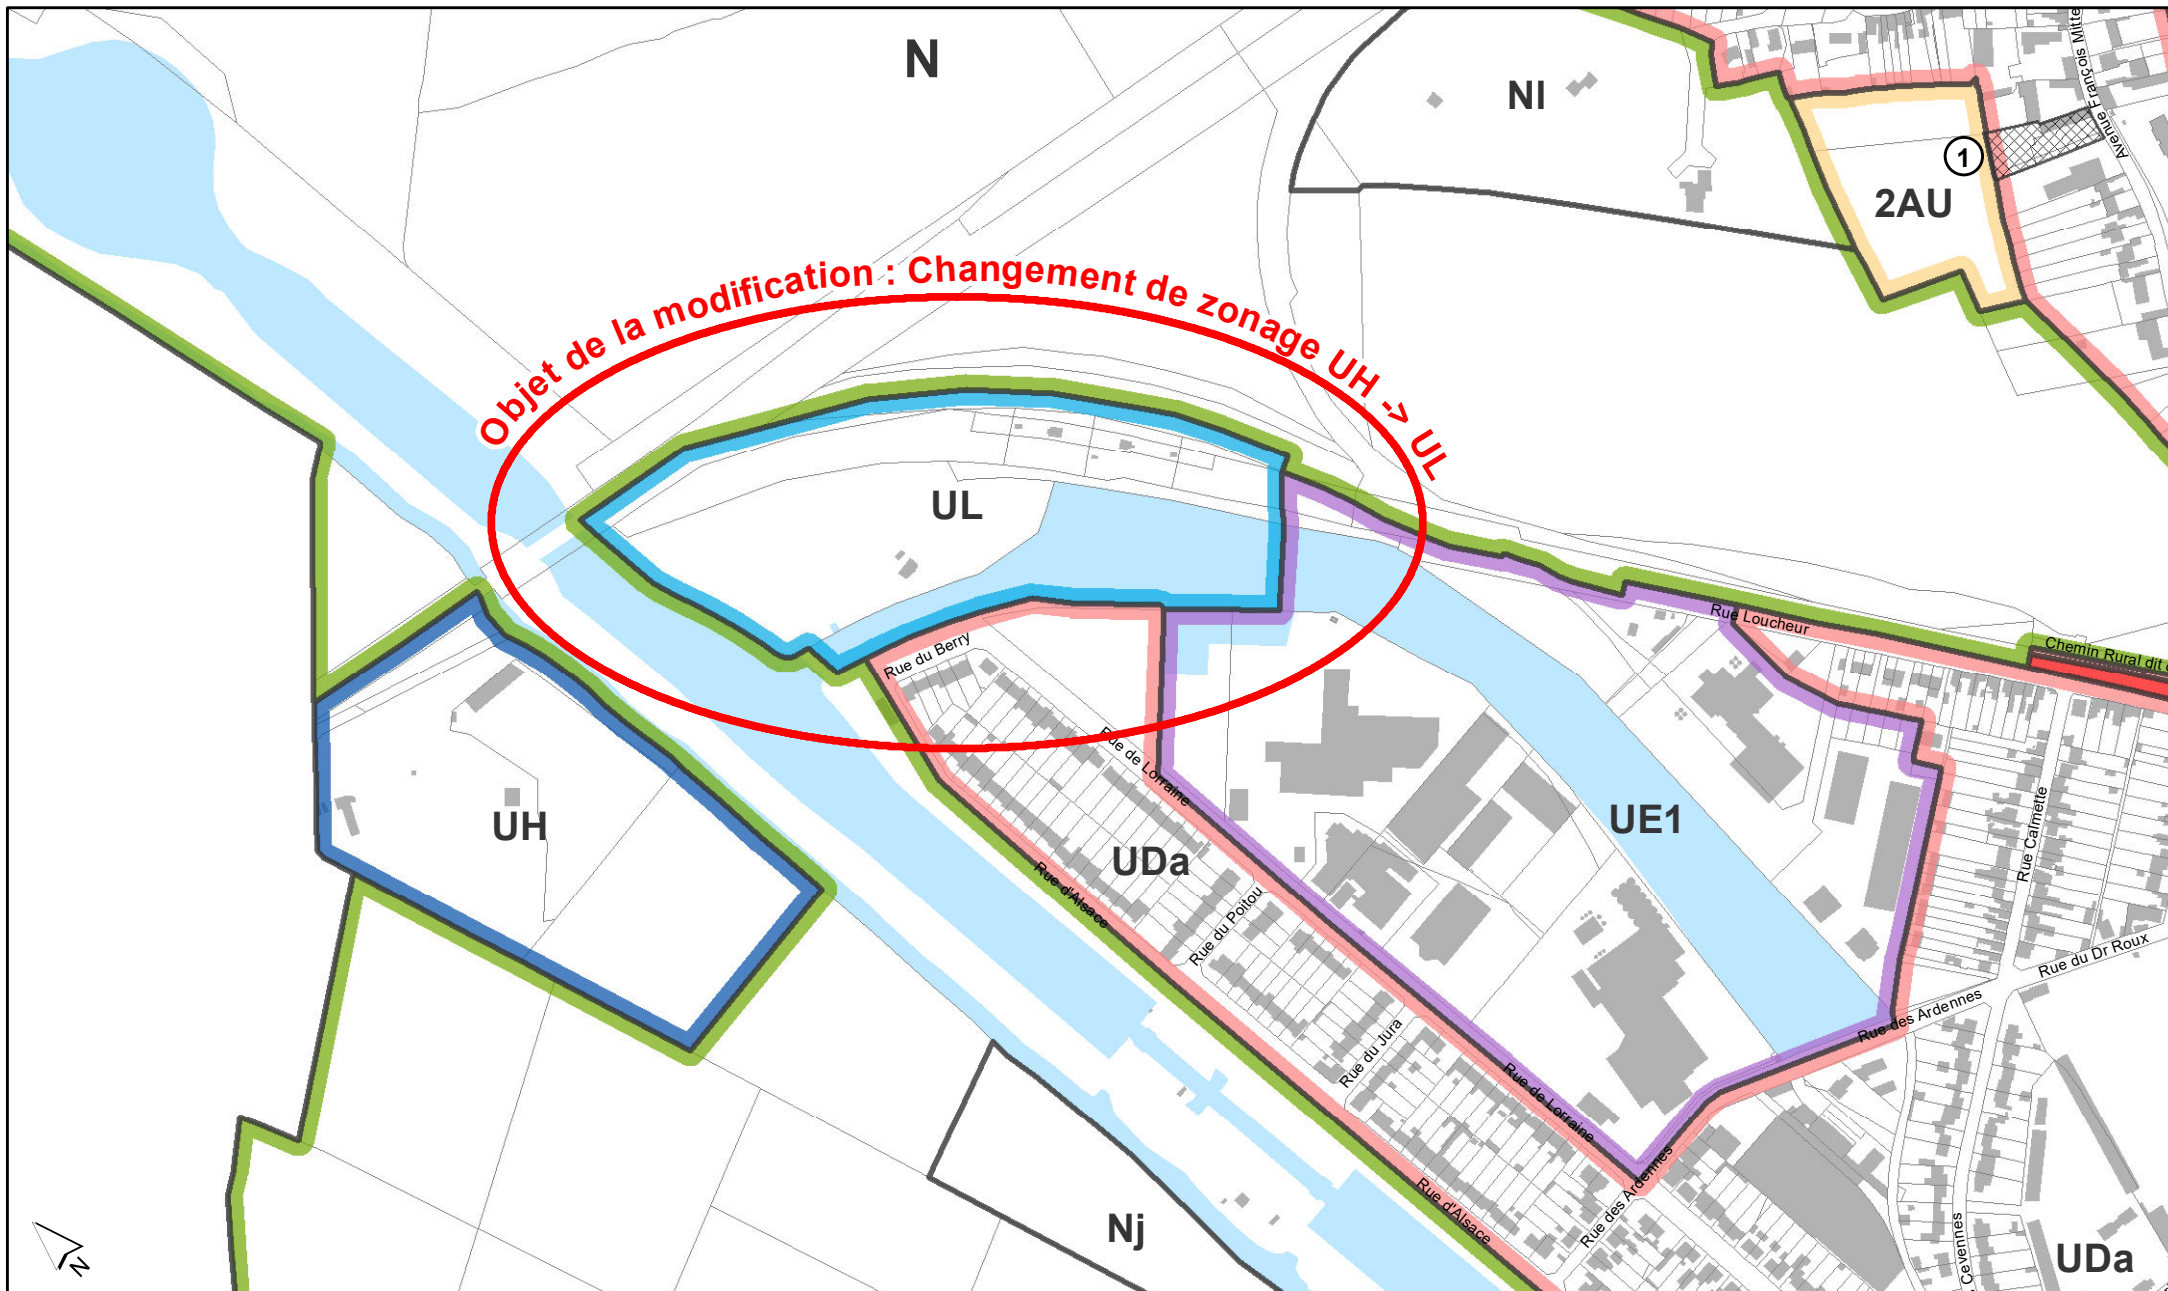 N
Nl
Avenue François Mitte
1
2AU
Objet de la modification : Changement de zonage UH -> UL
UL
Rue Loucheur
Chemin Rural dit
Rue du Berry
Rue de Lorraine
UH
UE1
UDa
Rue Calmette
Rue d'Alsace
Rue du Poitou
Rue du Dr Roux
Rue des Ardennes
Rue du Jura
Rue de Lorraine
Rue des Ardennes
Rue d'Alsace
Nj
Cevennes
UDa
N